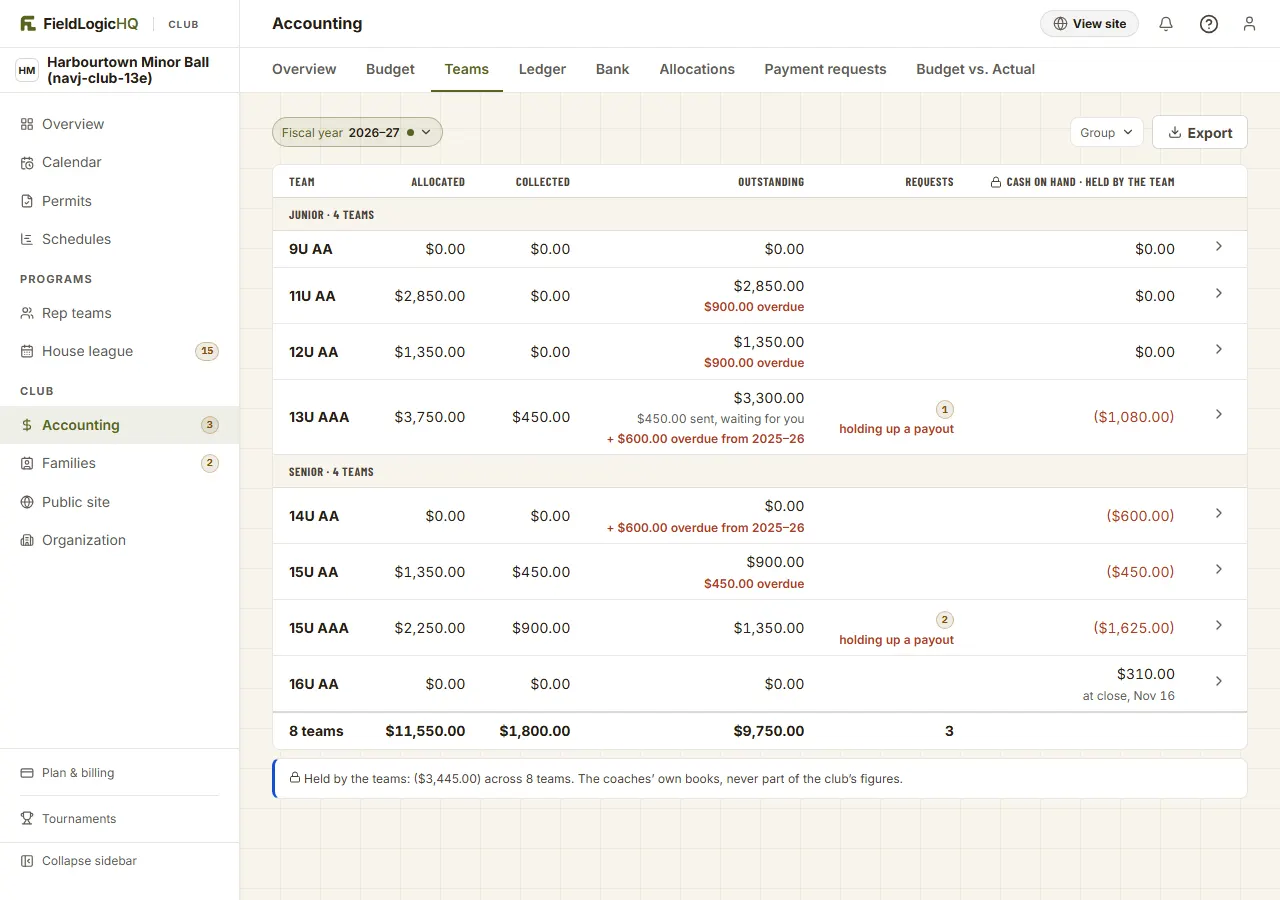 FieldLogicHQ CLUB
Accounting
View site
HM
Harbourtown Minor Ball
(navj-club-13e)
Overview Budget Teams Ledger Bank Allocations Payment requests Budget vs. Actual
Overview
Calendar
Permits
Schedules
PROGRAMS
Rep teams
House league 15
CLUB
Accounting 3
Families 2
Public site
Organization
Plan & billing
Tournaments
Collapse sidebar
Fiscal year 2026–27
Group
Export
TEAM ALLOCATED COLLECTED OUTSTANDING REQUESTS CASH ON HAND · HELD BY THE TEAM
JUNIOR · 4 TEAMS
9U AA $0.00 $0.00 $0.00 $0.00
11U AA $2,850.00 $0.00 $2,850.00 $0.00
$900.00 overdue
12U AA $1,350.00 $0.00 $1,350.00 $0.00
$900.00 overdue
13U AAA $3,750.00 $450.00 $3,300.00 1 ($1,080.00)
$450.00 sent, waiting for you
holding up a payout
+ $600.00 overdue from 2025–26
SENIOR · 4 TEAMS
14U AA $0.00 $0.00 $0.00 ($600.00)
+ $600.00 overdue from 2025–26
15U AA $1,350.00 $450.00 $900.00 ($450.00)
$450.00 overdue
15U AAA $2,250.00 $900.00 $1,350.00 2 ($1,625.00)
holding up a payout
16U AA $0.00 $0.00 $0.00 $310.00
at close, Nov 16
8 teams $11,550.00 $1,800.00 $9,750.00 3
Held by the teams: ($3,445.00) across 8 teams. The coaches’ own books, never part of the club’s figures.